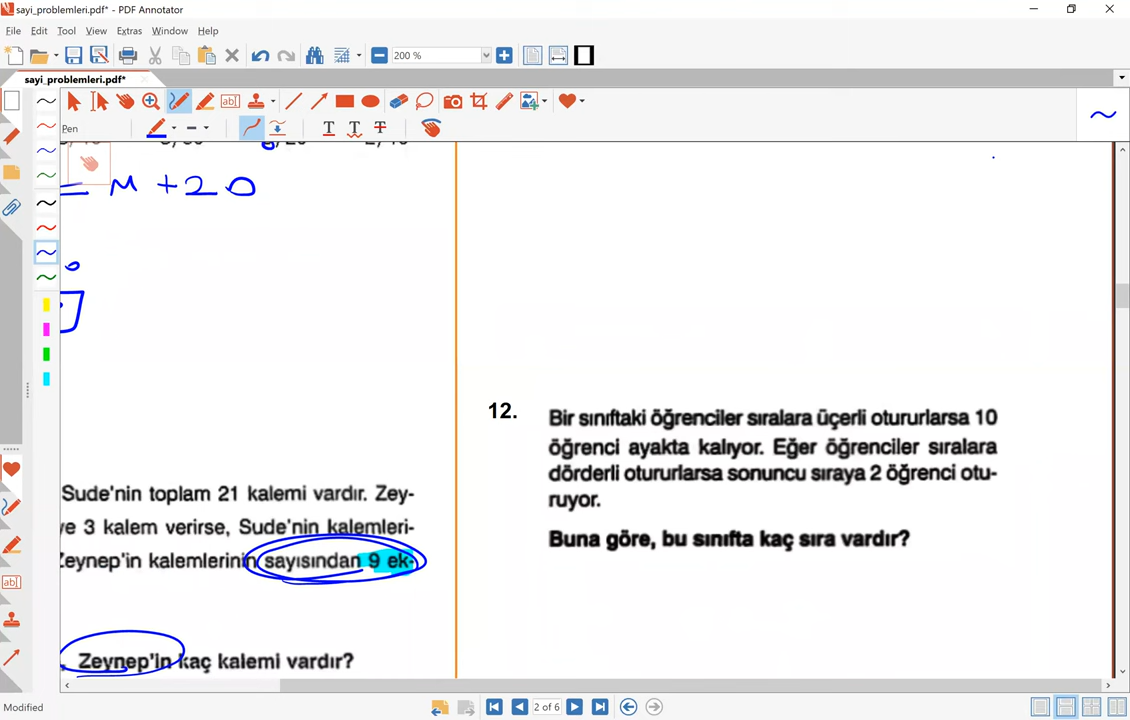 sayi_problemleri.pdf* - PDF Annotator
File Edit Tool View Extras Window Help
200 %
sayi_problemleri.pdf*
Pen
= M + 20
Sude'nin toplam 21 kalemi vardır. Zey-
ve 3 kalem verirse, Sude'nin kalemleri-
Zeynep'in kalemlerinin sayısından 9 ek-
Zeynep'in kaç kalemi vardır?
12.
Bir sınıftaki öğrenciler sıralara üçerli otururlarsa 10
öğrenci ayakta kalıyor. Eğer öğrenciler sıralara
dörderli otururlarsa sonuncu sıraya 2 öğrenci otu-
ruyor.
Buna göre, bu sınıfta kaç sıra vardır?
2 of 6
Modified